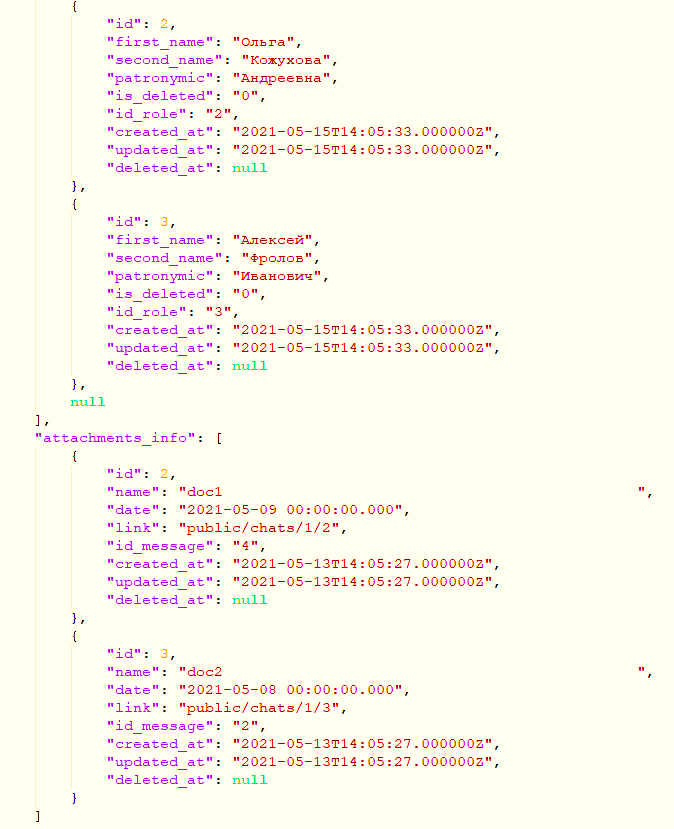 {
"id": 2,
"first_name": "Ольга",
"second_name": "Кожухова",
"patronymic": "Андреевна",
"is_deleted": "0",
"id_role": "2",
"created_at": "2021-05-15T14:05:33.000000Z",
"updated_at": "2021-05-15T14:05:33.000000Z",
"deleted_at": null
},
{
"id": 3,
"first_name": "Алексей",
"second_name": "Фролов",
"patronymic": "Иванович",
"is_deleted": "0",
"id_role": "3",
"created_at": "2021-05-15T14:05:33.000000Z",
"updated_at": "2021-05-15T14:05:33.000000Z",
"deleted_at": null
},
null
],
"attachments_info": [
{
"id": 2,
"name": "doc1                                              ",
"date": "2021-05-09 00:00:00.000",
"link": "public/chats/1/2",
"id_message": "4",
"created_at": "2021-05-13T14:05:27.000000Z",
"updated_at": "2021-05-13T14:05:27.000000Z",
"deleted_at": null
},
{
"id": 3,
"name": "doc2                                              ",
"date": "2021-05-08 00:00:00.000",
"link": "public/chats/1/3",
"id_message": "2",
"created_at": "2021-05-13T14:05:27.000000Z",
"updated_at": "2021-05-13T14:05:27.000000Z",
"deleted_at": null
}
]